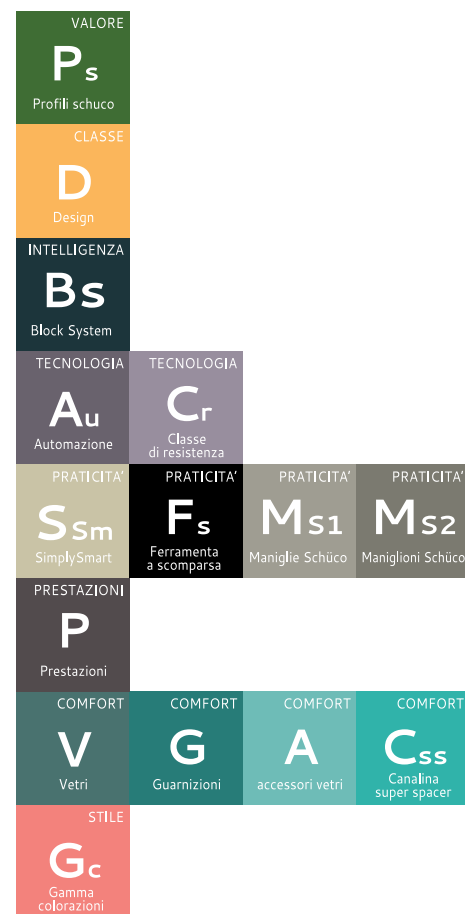 VALORE
Ps
Profili schuco
CLASSE
D
Design
INTELLIGENZA
Bs
Block System
TECNOLOGIA
Au
Automazione
TECNOLOGIA
Cr
Classe
di resistenza
PRATICITA'
SSm
SimplySmart
PRATICITA'
Fs
Ferramenta
a scomparsa
PRATICITA'
MS1
Maniglie Schüco
PRATICITA'
MS2
Maniglioni Schüco
PRESTAZIONI
P
Prestazioni
COMFORT
V
Vetri
COMFORT
G
Guarnizioni
COMFORT
A
accessori vetri
COMFORT
Css
Canalina
super spacer
STILE
Gc
Gamma
colorazioni